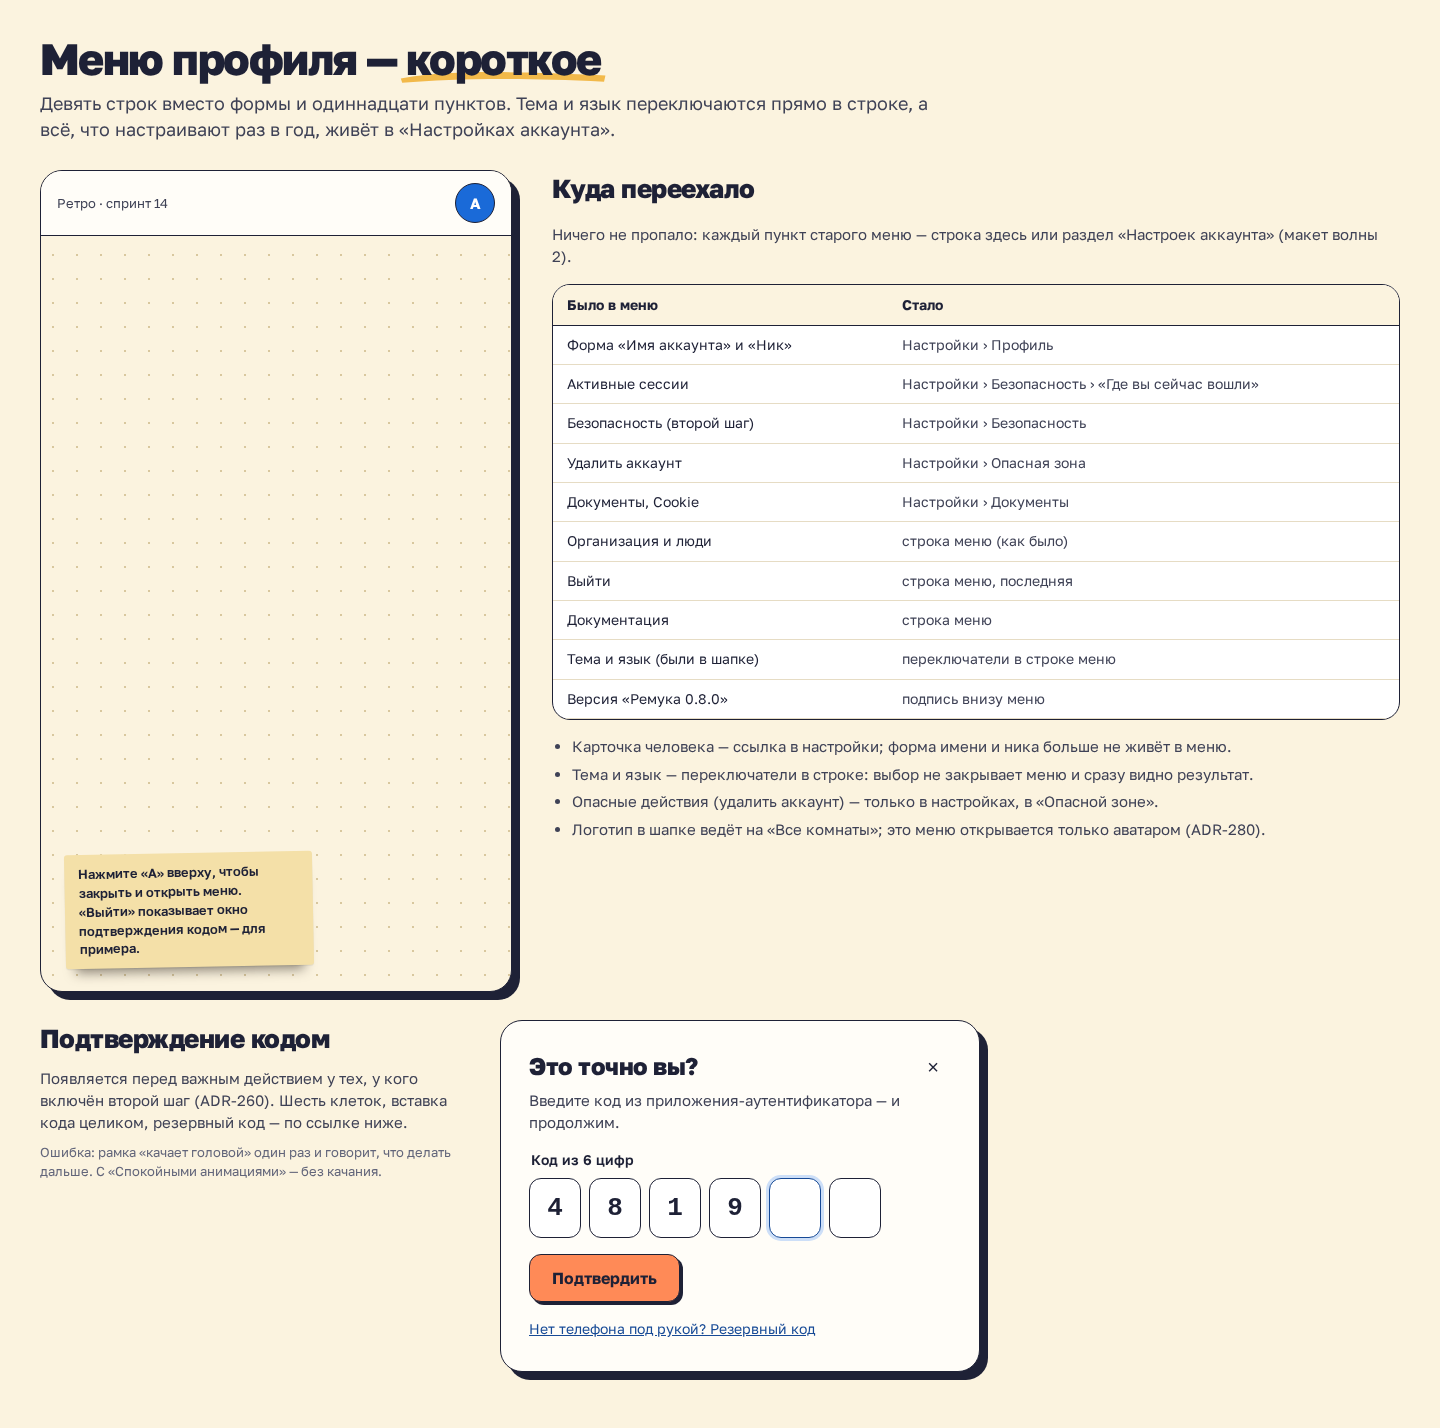 Меню профиля — короткое
Девять строк вместо формы и одиннадцати пунктов. Тема и язык переключаются прямо в строке, а
всё, что настраивают раз в год, живёт в «Настройках аккаунта».
Ретро · спринт 14
А
Нажмите «А» вверху, чтобы
закрыть и открыть меню.
«Выйти» показывает окно
подтверждения кодом — для
примера.
Куда переехало
Ничего не пропало: каждый пункт старого меню — строка здесь или раздел «Настроек аккаунта» (макет волны
2).
Было в меню Стало
Форма «Имя аккаунта» и «Ник» Настройки › Профиль
Активные сессии Настройки › Безопасность › «Где вы сейчас вошли»
Безопасность (второй шаг) Настройки › Безопасность
Удалить аккаунт Настройки › Опасная зона
Документы, Cookie Настройки › Документы
Организация и люди строка меню (как было)
Выйти строка меню, последняя
Документация строка меню
Тема и язык (были в шапке) переключатели в строке меню
Версия «Ремука 0.8.0» подпись внизу меню
• Карточка человека — ссылка в настройки; форма имени и ника больше не живёт в меню.
• Тема и язык — переключатели в строке: выбор не закрывает меню и сразу видно результат.
• Опасные действия (удалить аккаунт) — только в настройках, в «Опасной зоне».
• Логотип в шапке ведёт на «Все комнаты»; это меню открывается только аватаром (ADR-280).
Подтверждение кодом
Появляется перед важным действием у тех, у кого
включён второй шаг (ADR-260). Шесть клеток, вставка
кода целиком, резервный код — по ссылке ниже.
Ошибка: рамка «качает головой» один раз и говорит, что делать
дальше. С «Спокойными анимациями» — без качания.
Это точно вы? ×
Введите код из приложения-аутентификатора — и
продолжим.
Код из 6 цифр
4 8 1 9
Подтвердить
Нет телефона под рукой? Резервный код